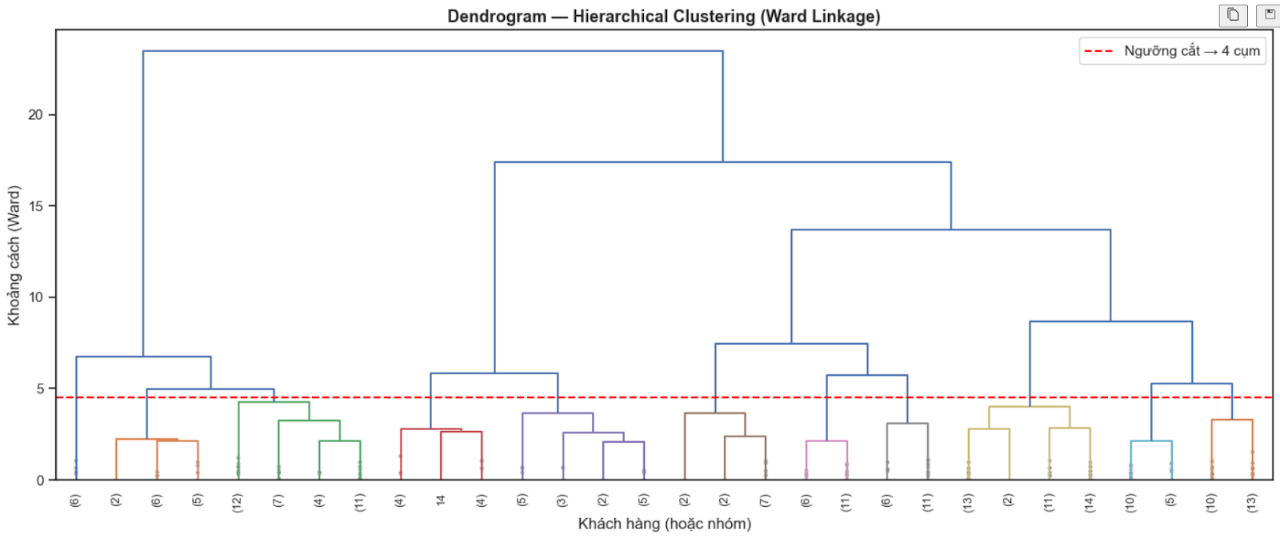 Dendrogram — Hierarchical Clustering (Ward Linkage)
Ngưỡng cắt → 4 cụm
Khoảng cách (Ward)
20
15
10
5
0
(6) (2) (6) (5) (12) (7) (4) (11) (4) 14 (4) (5) (3) (2) (5) (2) (2) (7) (6) (11) (6) (11) (13) (2) (11) (14) (10) (5) (10) (13)
Khách hàng (hoặc nhóm)